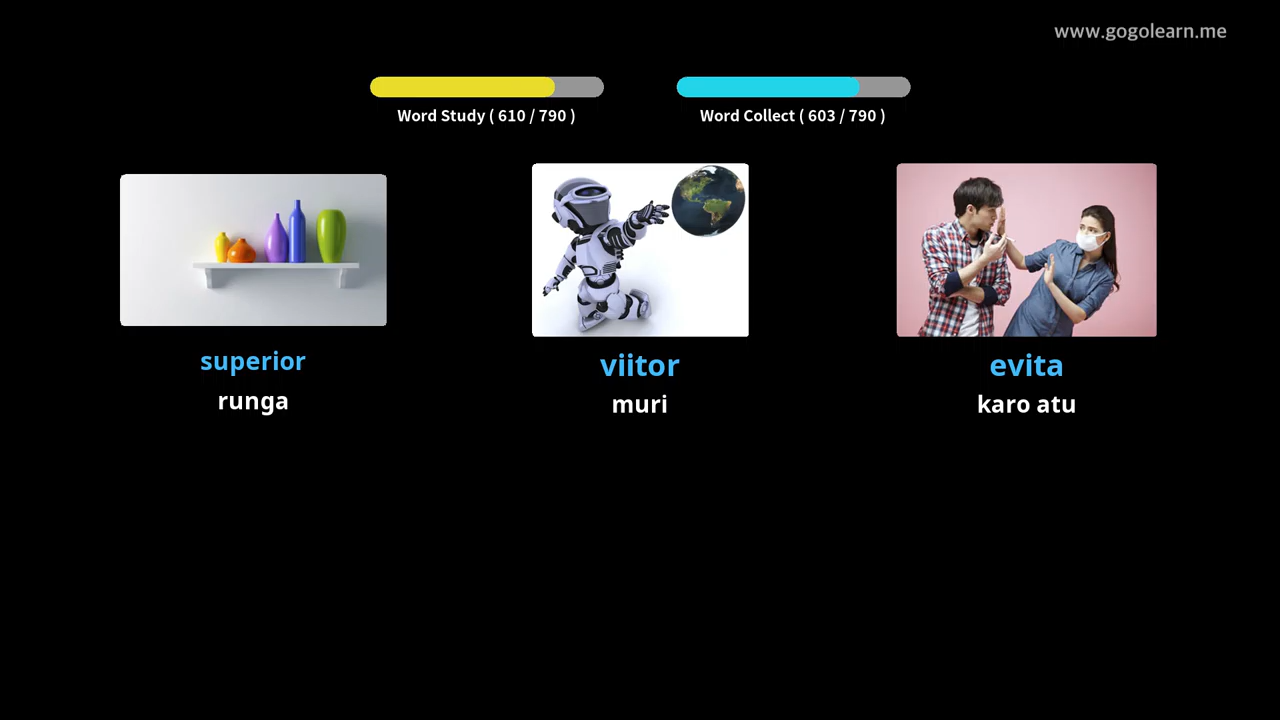 www.gogolearn.me
Word Study ( 610 / 790 )
Word Collect ( 603 / 790 )
superior
runga
viitor
muri
evita
karo atu